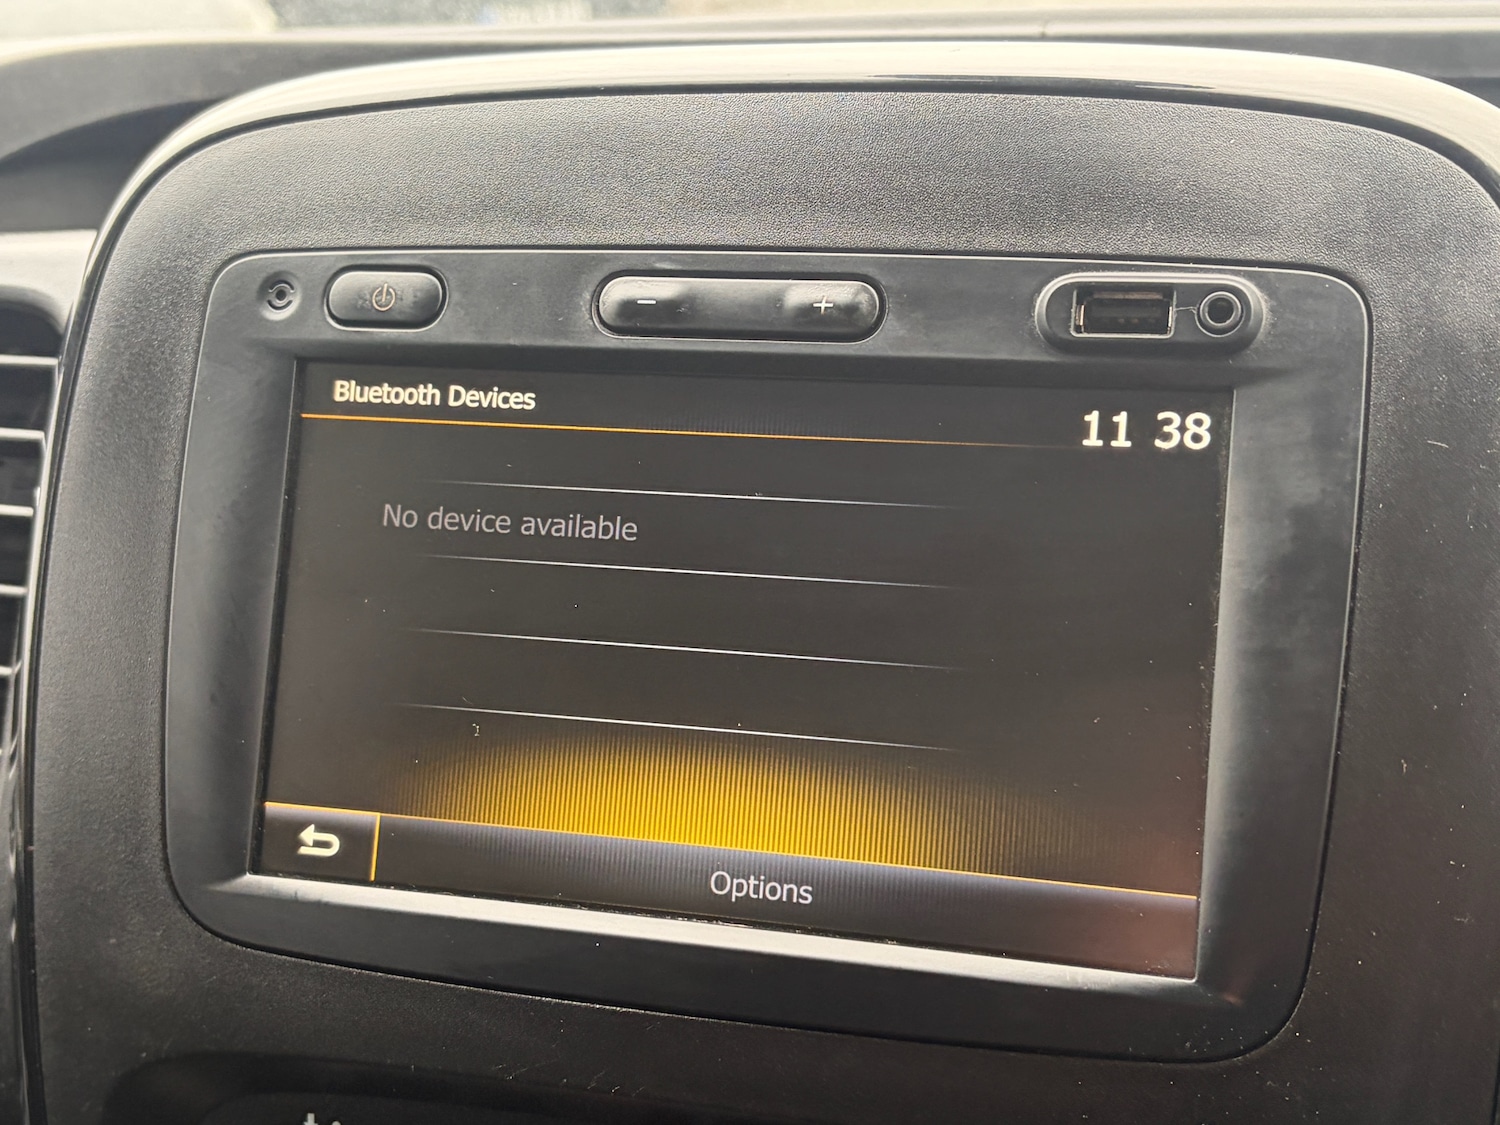 − +
Bluetooth Devices
11 38
No device available
Options